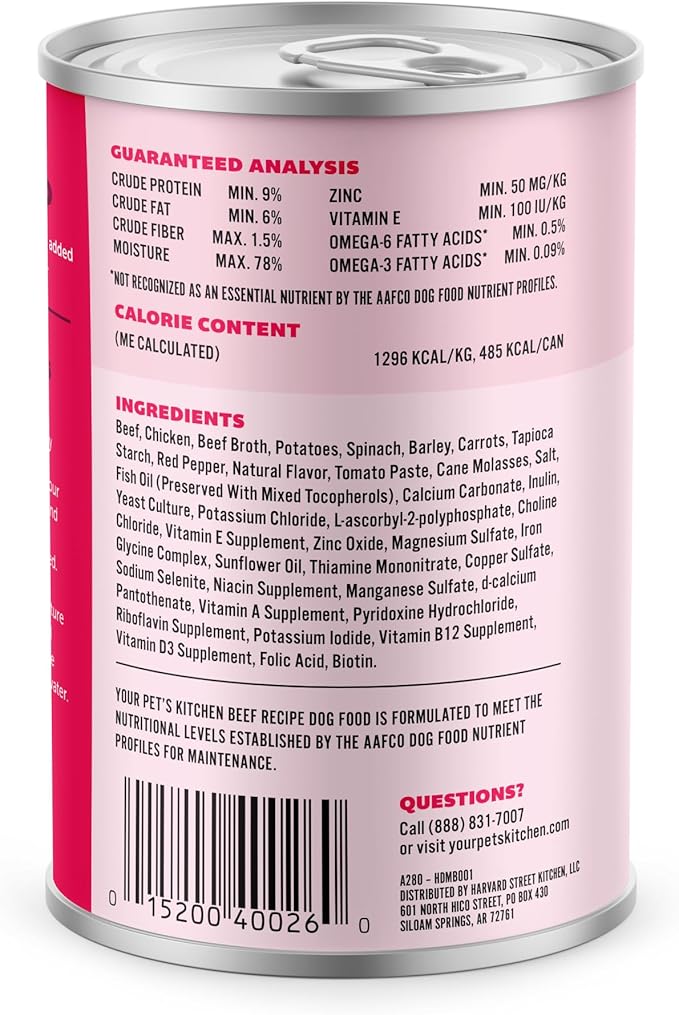 added
GUARANTEED ANALYSIS
CRUDE PROTEIN MIN. 9%
CRUDE FAT MIN. 6%
CRUDE FIBER MAX. 1.5%
MOISTURE MAX. 78%
ZINC MIN. 50 MG/KG
VITAMIN E MIN. 100 IU/KG
OMEGA-6 FATTY ACIDS* MIN. 0.5%
OMEGA-3 FATTY ACIDS* MIN. 0.09%
*NOT RECOGNIZED AS AN ESSENTIAL NUTRIENT BY THE AAFCO DOG FOOD NUTRIENT PROFILES.
CALORIE CONTENT
(ME CALCULATED) 1296 KCAL/KG, 485 KCAL/CAN
INGREDIENTS
Beef, Chicken, Beef Broth, Potatoes, Spinach, Barley, Carrots, Tapioca
Starch, Red Pepper, Natural Flavor, Tomato Paste, Cane Molasses, Salt,
Fish Oil (Preserved With Mixed Tocopherols), Calcium Carbonate, Inulin,
Yeast Culture, Potassium Chloride, L-ascorbyl-2-polyphosphate, Choline
Chloride, Vitamin E Supplement, Zinc Oxide, Magnesium Sulfate, Iron
Glycine Complex, Sunflower Oil, Thiamine Mononitrate, Copper Sulfate,
Sodium Selenite, Niacin Supplement, Manganese Sulfate, d-calcium
Pantothenate, Vitamin A Supplement, Pyridoxine Hydrochloride,
Riboflavin Supplement, Potassium Iodide, Vitamin B12 Supplement,
Vitamin D3 Supplement, Folic Acid, Biotin.
YOUR PET'S KITCHEN BEEF RECIPE DOG FOOD IS FORMULATED TO MEET THE
NUTRITIONAL LEVELS ESTABLISHED BY THE AAFCO DOG FOOD NUTRIENT
PROFILES FOR MAINTENANCE.
0 15200 40026 0
QUESTIONS?
Call (888) 831-7007
or visit yourpetskitchen.com
A280 – HDMB001
DISTRIBUTED BY HARVARD STREET KITCHEN, LLC
601 NORTH HICO STREET, PO BOX 430
SILOAM SPRINGS, AR 72761